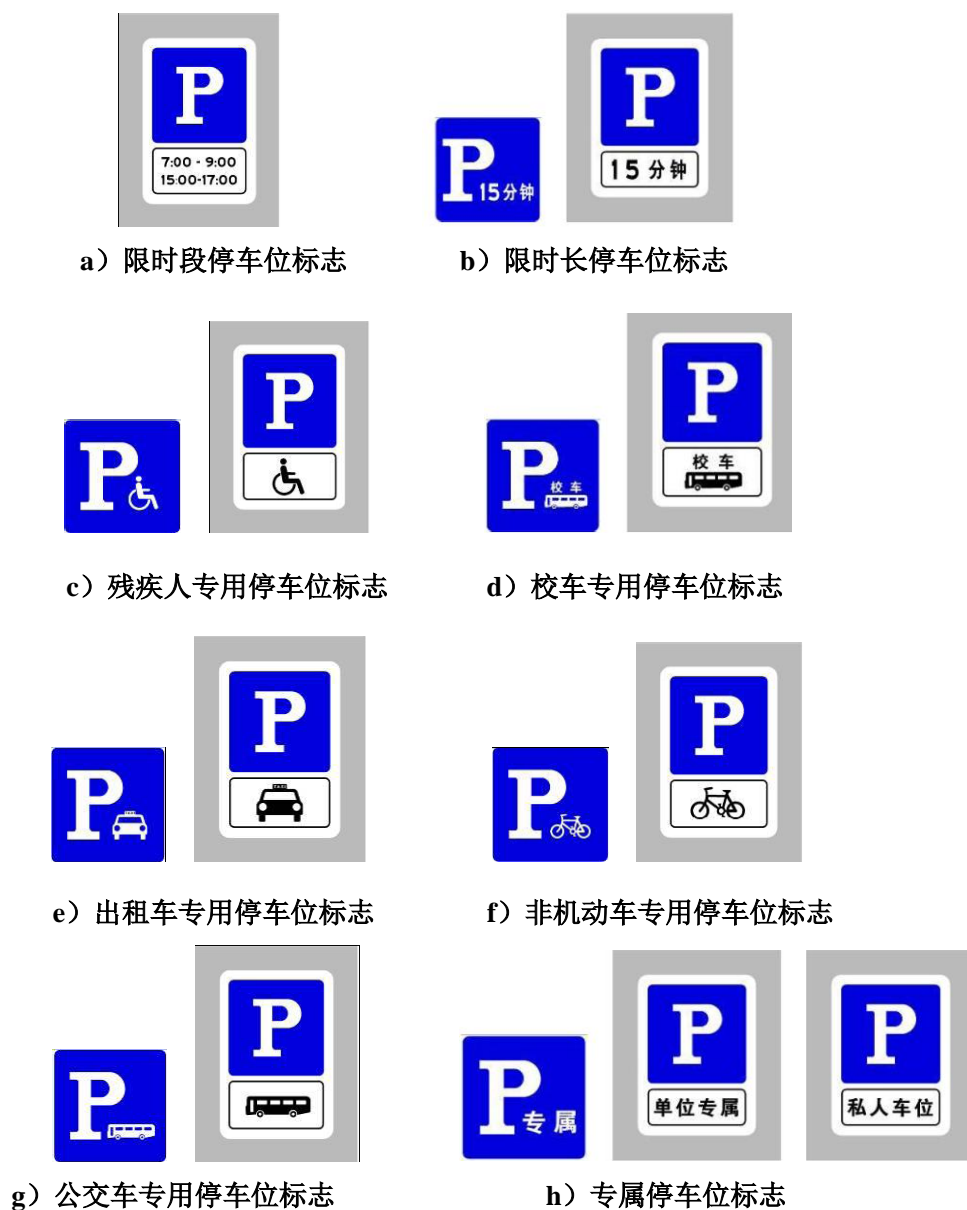 P
7:00 - 9:00
15:00-17:00
P 15分钟
P
15 分 钟
a）限时段停车位标志
b）限时长停车位标志
P
P
P 校 车
P
校 车
c）残疾人专用停车位标志
d）校车专用停车位标志
P
P
TAXI
P
P
e）出租车专用停车位标志
f）非机动车专用停车位标志
P
P
P 专 属
P
单位专属
P
私人车位
g）公交车专用停车位标志
h）专属停车位标志